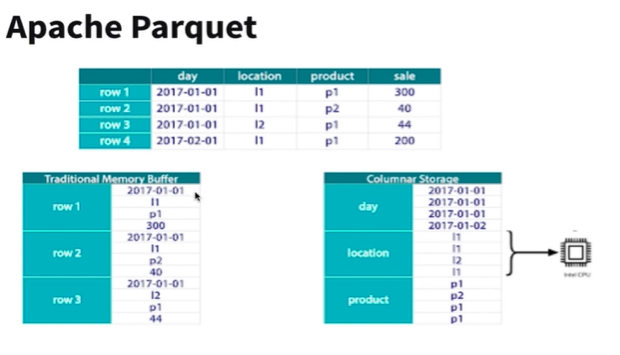 Apache Parquet
day location product sale
row 1 2017-01-01 l1 p1 300
row 2 2017-01-01 l1 p2 40
row 3 2017-01-01 l2 p1 44
row 4 2017-02-01 l1 p1 200
Traditional Memory Buffer
row 1
2017-01-01
l1
p1
300
row 2
2017-01-01
l1
p2
40
row 3
2017-01-01
l2
p1
44
Columnar Storage
day
2017-01-01
2017-01-01
2017-01-01
2017-01-02
location
l1
l1
l2
l1
product
p1
p2
p1
p1
Intel CPU